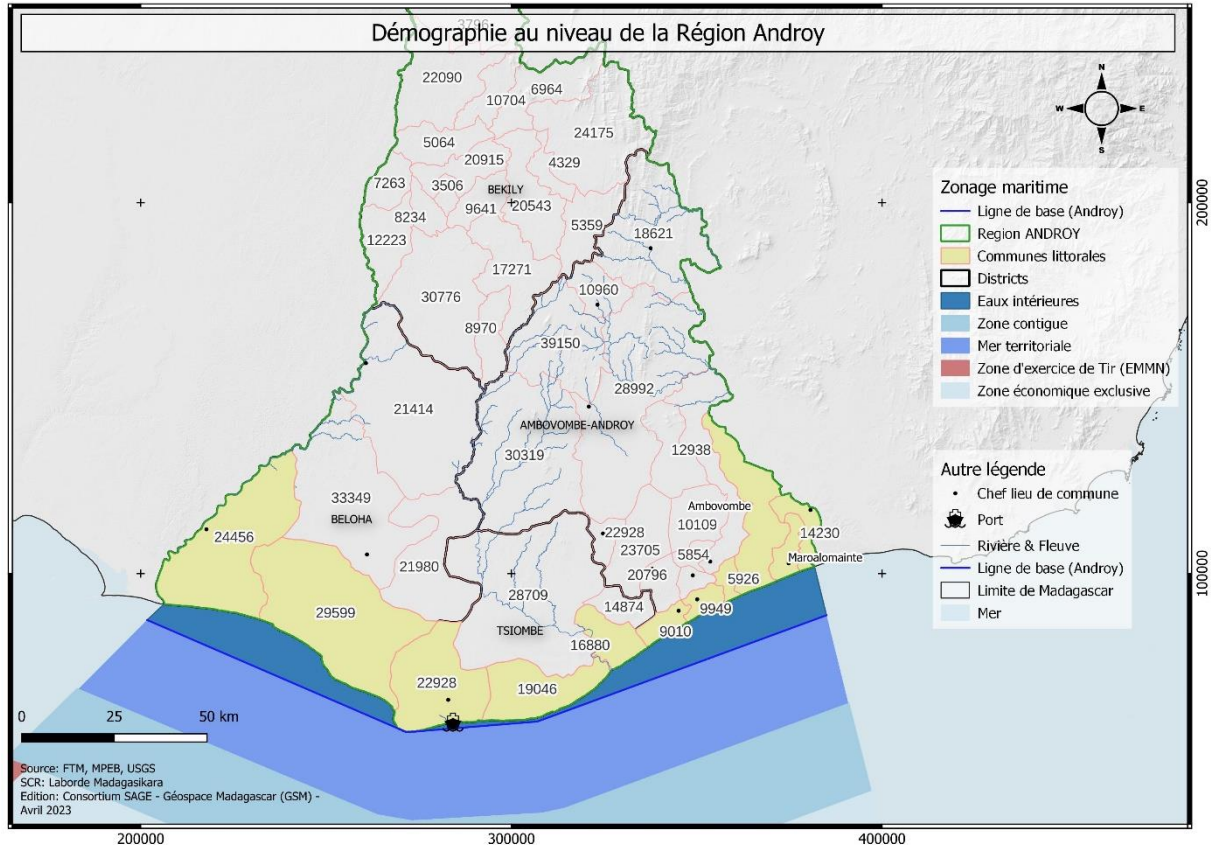 3796
Démographie au niveau de la Région Androy
22090
6964
10704
N
W
E
S
5064
24175
20915
4329
7263
3506
BEKILY
9641
20543
8234
5359
12223
18621
17271
10960
30776
8970
39150
28992
21414
AMBOVOMBE-ANDROY
30319
12938
33349
BELOHA
Ambovombe
10109
24456
22928
14230
23705
5854
Maroalomainte
21980
20796
5926
28709
14874
9949
29599
TSIOMBE
16880
9010
22928
19046
Zonage maritime
Ligne de base (Androy)
Region ANDROY
Communes littorales
Districts
Eaux intérieures
Zone contigue
Mer territoriale
Zone d'exercice de Tir (EMMN)
Zone économique exclusive
Autre légende
Chef lieu de commune
Port
Rivière & Fleuve
Ligne de base (Androy)
Limite de Madagascar
Mer
0 25 50 km
Source: FTM, MPEB, USGS
SCR: Laborde Madagasikara
Edition: Consortium SAGE - Géospace Madagascar (GSM) -
Avril 2023
200000
100000
200000 300000 400000